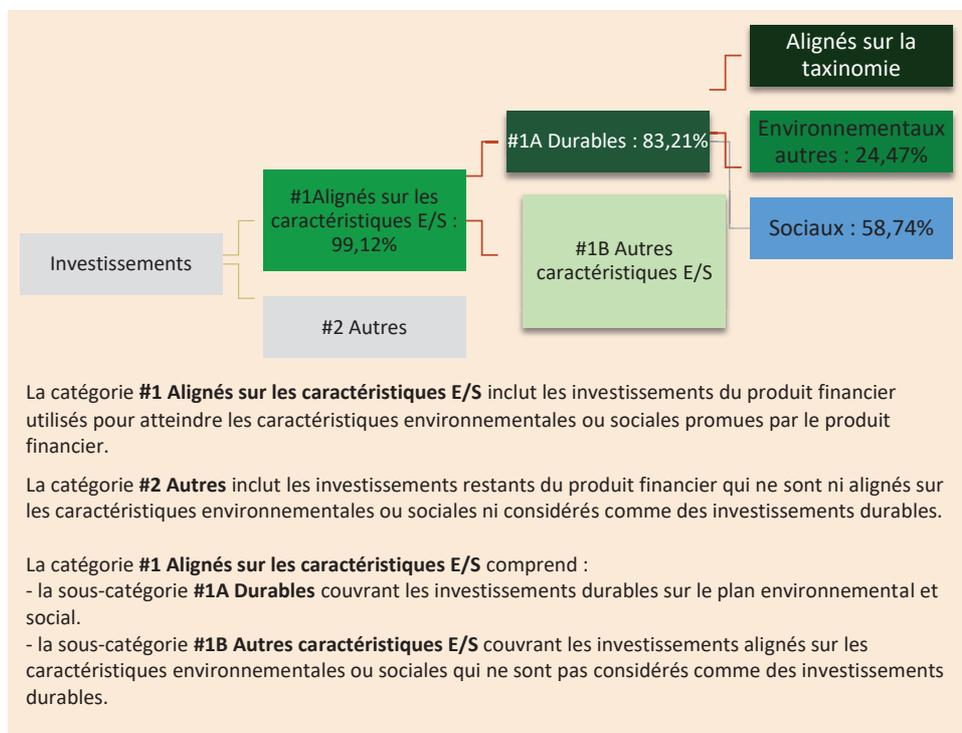 Alignés sur la
taxinomie
#1A Durables : 83,21%
Environnementaux
autres : 24,47%
#1Alignés sur les
caractéristiques E/S :
99,12%
Sociaux : 58,74%
Investissements
#1B Autres
caractéristiques E/S
#2 Autres
La catégorie #1 Alignés sur les caractéristiques E/S inclut les investissements du produit financier
utilisés pour atteindre les caractéristiques environnementales ou sociales promues par le produit
financier.
La catégorie #2 Autres inclut les investissements restants du produit financier qui ne sont ni alignés sur
les caractéristiques environnementales ou sociales ni considérés comme des investissements durables.
La catégorie #1 Alignés sur les caractéristiques E/S comprend :
- la sous-catégorie #1A Durables couvrant les investissements durables sur le plan environnemental et
social.
- la sous-catégorie #1B Autres caractéristiques E/S couvrant les investissements alignés sur les
caractéristiques environnementales ou sociales qui ne sont pas considérés comme des investissements
durables.